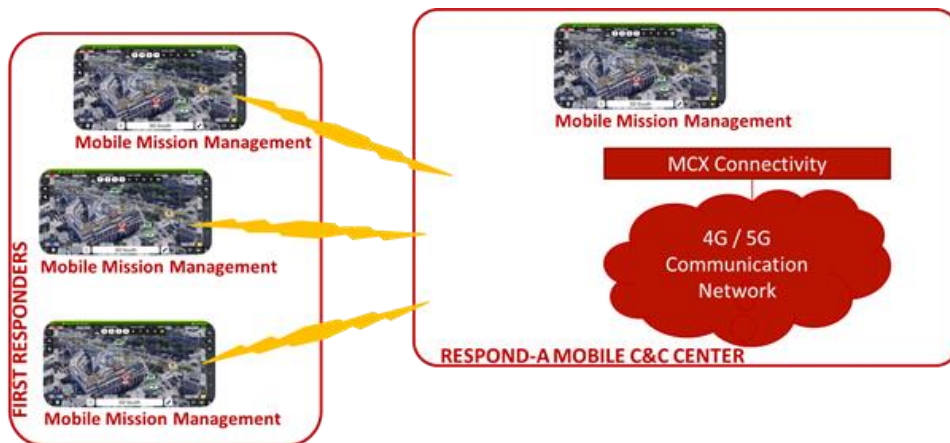 Mobile Mission Management
Mobile Mission Management
Mobile Mission Management
FIRST RESPONDERS
Mobile Mission Management
MCX Connectivity
4G / 5G
Communication
Network
RESPOND-A MOBILE C&C CENTER